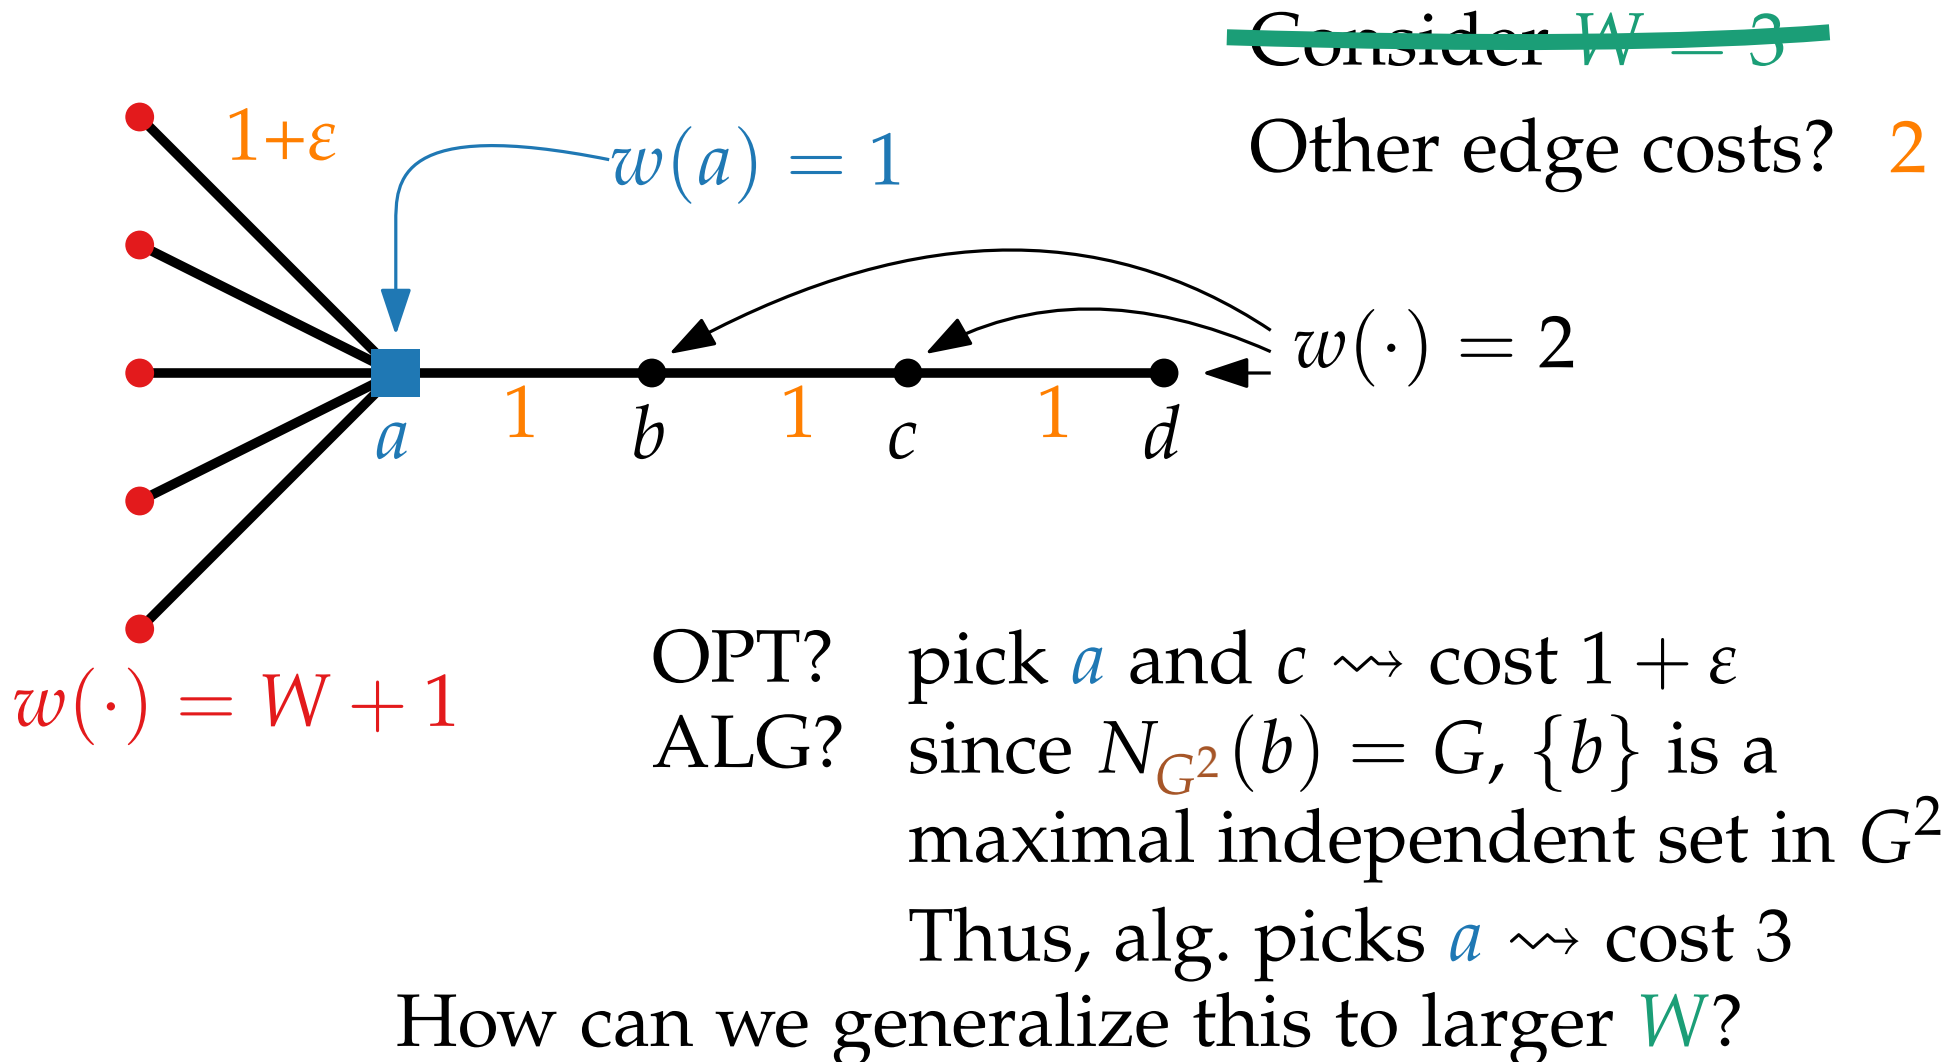 Consider W = 3
Other edge costs? 2
1+ε
w(a) = 1
w(·) = 2
1 1 1
a b c d
w(·) = W + 1
OPT? pick a and c ⇝ cost 1 + ε
ALG? since N_{G²}(b) = G, {b} is a
maximal independent set in G²
Thus, alg. picks a ⇝ cost 3
How can we generalize this to larger W?